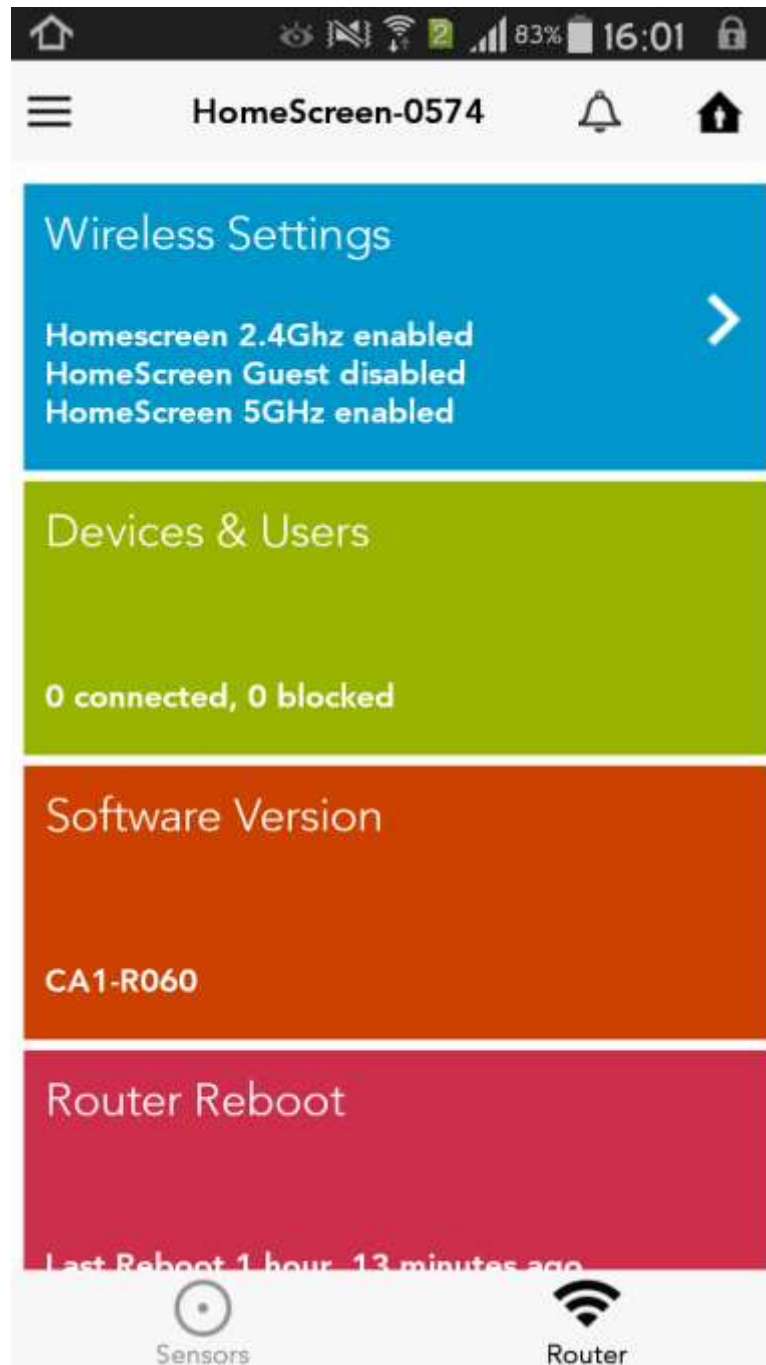 2 83% 16:01
HomeScreen-0574
Wireless Settings
Homescreen 2.4Ghz enabled
HomeScreen Guest disabled
HomeScreen 5GHz enabled
Devices & Users
0 connected, 0 blocked
Software Version
CA1-R060
Router Reboot
Last Reboot 1 hour, 13 minutes ago
Sensors Router